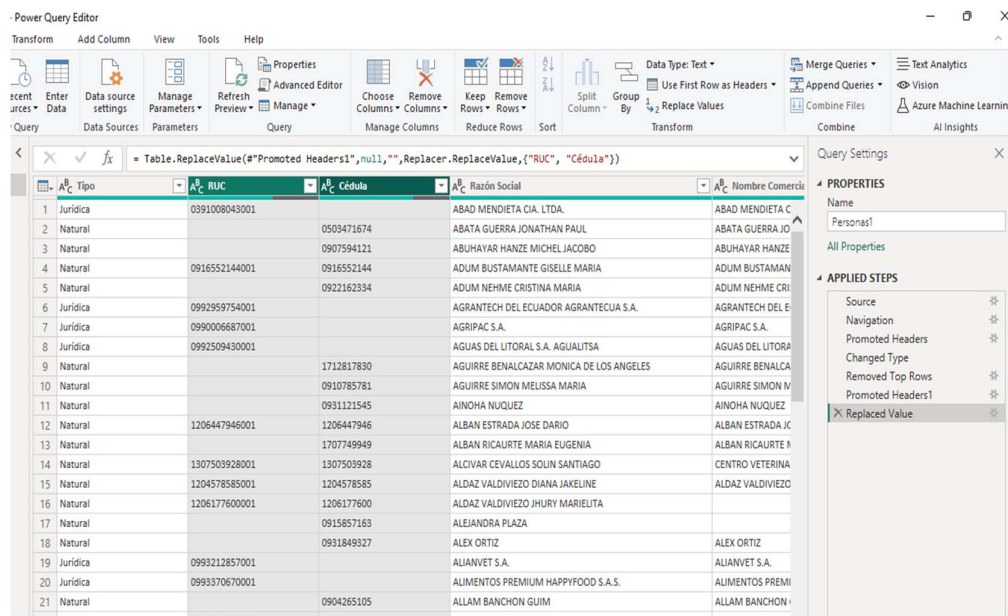 - Power Query Editor
Transform Add Column View Tools Help
Enter Data
Data source settings
Manage Parameters
Refresh Preview
Properties
Advanced Editor
Manage
Choose Columns
Remove Columns
Keep Rows
Remove Rows
Split Column
Group By
Data Type: Text
Use First Row as Headers
Replace Values
Merge Queries
Append Queries
Combine Files
Text Analytics
Vision
Azure Machine Learnin
Query Data Sources Parameters Query Manage Columns Reduce Rows Sort Transform Combine AI Insights
= Table.ReplaceValue(#"Promoted Headers1",null,"",Replacer.ReplaceValue,{"RUC", "Cédula"})
Tipo RUC Cédula Razón Social Nombre Comercia
1 Jurídica 0391008043001 ABAD MENDIETA CIA. LTDA. ABAD MENDIETA C
2 Natural 0503471674 ABATA GUERRA JONATHAN PAUL ABATA GUERRA JO
3 Natural 0907594121 ABUHAYAR HANZE MICHEL JACOBO ABUHAYAR HANZE
4 Natural 0916552144001 0916552144 ADUM BUSTAMANTE GISELLE MARIA ADUM BUSTAMAN
5 Natural 0922162334 ADUM NEHME CRISTINA MARIA ADUM NEHME CRI
6 Jurídica 0992959754001 AGRANTECH DEL ECUADOR AGRANTECUA S.A. AGRANTECH DEL E
7 Jurídica 0990006687001 AGRIPAC S.A. AGRIPAC S.A.
8 Jurídica 0992509430001 AGUAS DEL LITORAL S.A. AGUALITSA AGUAS DEL LITORA
9 Natural 1712817830 AGUIRRE BENALCAZAR MONICA DE LOS ANGELES AGUIRRE BENALCA
10 Natural 0910785781 AGUIRRE SIMON MELISSA MARIA AGUIRRE SIMON M
11 Natural 0931121545 AINOHA NUQUEZ AINOHA NUQUEZ
12 Natural 1206447946001 1206447946 ALBAN ESTRADA JOSE DARIO ALBAN ESTRADA JO
13 Natural 1707749949 ALBAN RICAURTE MARIA EUGENIA ALBAN RICAURTE M
14 Natural 1307503928001 1307503928 ALCIVAR CEVALLOS SOLIN SANTIAGO CENTRO VETERINA
15 Natural 1204578585001 1204578585 ALDAZ VALDIVIEZO DIANA JAKELINE ALDAZ VALDIVIEZO
16 Natural 1206177600001 1206177600 ALDAZ VALDIVIEZO JHURY MARIELITA
17 Natural 0915857163 ALEJANDRA PLAZA
18 Natural 0931849327 ALEX ORTIZ ALEX ORTIZ
19 Jurídica 0993212857001 ALIANVET S.A. ALIANVET S.A.
20 Jurídica 0993370670001 ALIMENTOS PREMIUM HAPPYFOOD S.A.S. ALIMENTOS PREMI
21 Natural 0904265105 ALLAM BANCHON GUIM ALLAM BANCHON
Query Settings
PROPERTIES
Name
Personas1
All Properties
APPLIED STEPS
Source
Navigation
Promoted Headers
Changed Type
Removed Top Rows
Promoted Headers1
Replaced Value